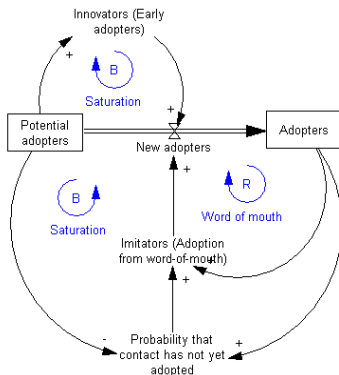 Innovators (Early
adopters)
+
B
Saturation
+
Potential
adopters
Adopters
New adopters
+
B
Saturation
R
Word of mouth
Imitators (Adoption
from word-of-mouth)
+
+
-
+
Probability that
contact has not yet
adopted